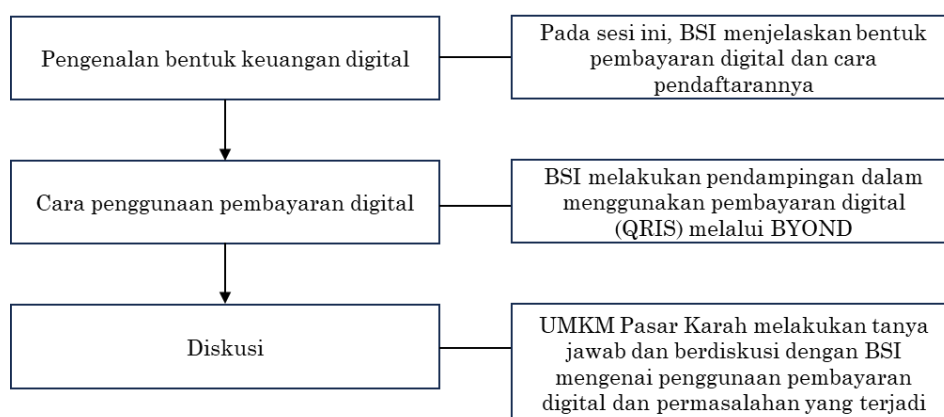 Pengenalan bentuk keuangan digital
Pada sesi ini, BSI menjelaskan bentuk
pembayaran digital dan cara
pendaftarannya
Cara penggunaan pembayaran digital
BSI melakukan pendampingan dalam
menggunakan pembayaran digital
(QRIS) melalui BYOND
Diskusi
UMKM Pasar Karah melakukan tanya
jawab dan berdiskusi dengan BSI
mengenai penggunaan pembayaran
digital dan permasalahan yang terjadi